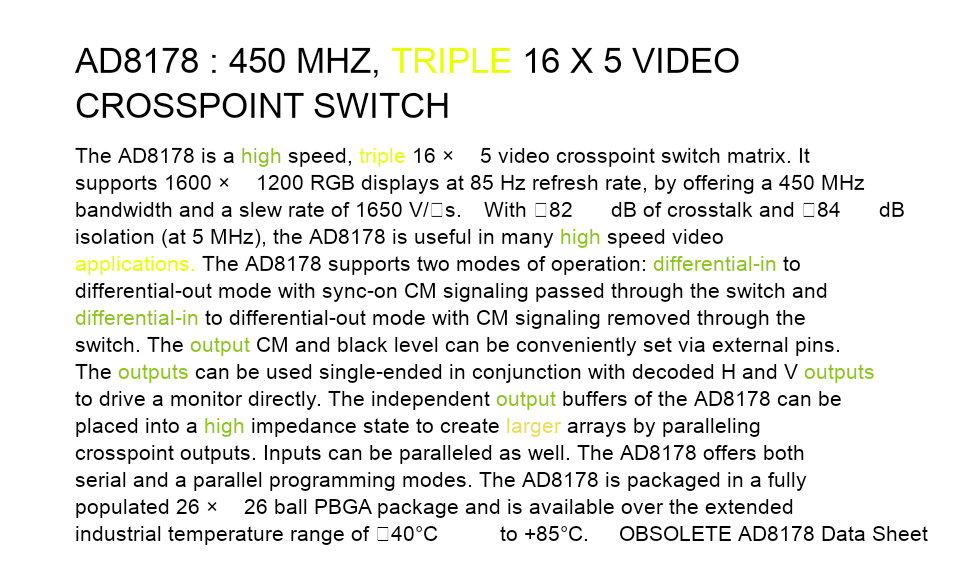 AD8178 : 450 MHZ, TRIPLE 16 X 5 VIDEO
CROSSPOINT SWITCH
The AD8178 is a high speed, triple 16 × 5 video crosspoint switch matrix. It
supports 1600 × 1200 RGB displays at 85 Hz refresh rate, by offering a 450 MHz
bandwidth and a slew rate of 1650 V/□s. With □82 dB of crosstalk and □84 dB
isolation (at 5 MHz), the AD8178 is useful in many high speed video
applications. The AD8178 supports two modes of operation: differential-in to
differential-out mode with sync-on CM signaling passed through the switch and
differential-in to differential-out mode with CM signaling removed through the
switch. The output CM and black level can be conveniently set via external pins.
The outputs can be used single-ended in conjunction with decoded H and V outputs
to drive a monitor directly. The independent output buffers of the AD8178 can be
placed into a high impedance state to create larger arrays by paralleling
crosspoint outputs. Inputs can be paralleled as well. The AD8178 offers both
serial and a parallel programming modes. The AD8178 is packaged in a fully
populated 26 × 26 ball PBGA package and is available over the extended
industrial temperature range of □40°C to +85°C. OBSOLETE AD8178 Data Sheet